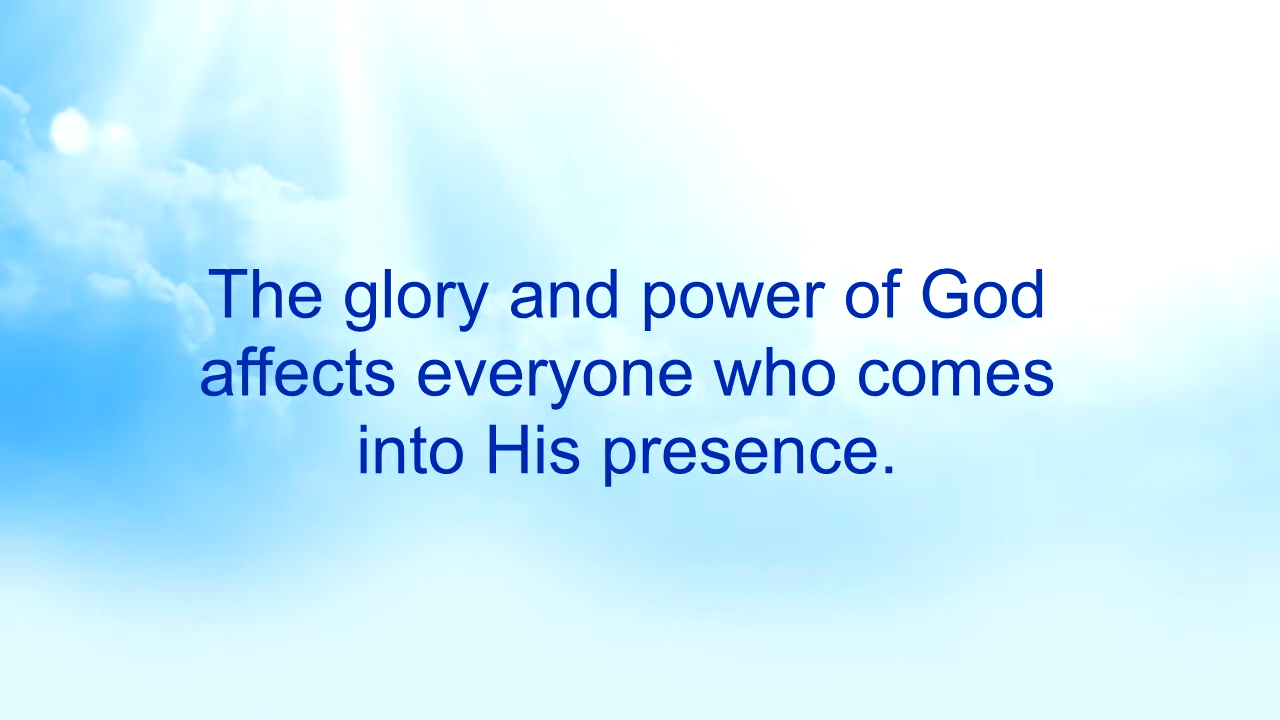 The glory and power of God
affects everyone who comes
into His presence.